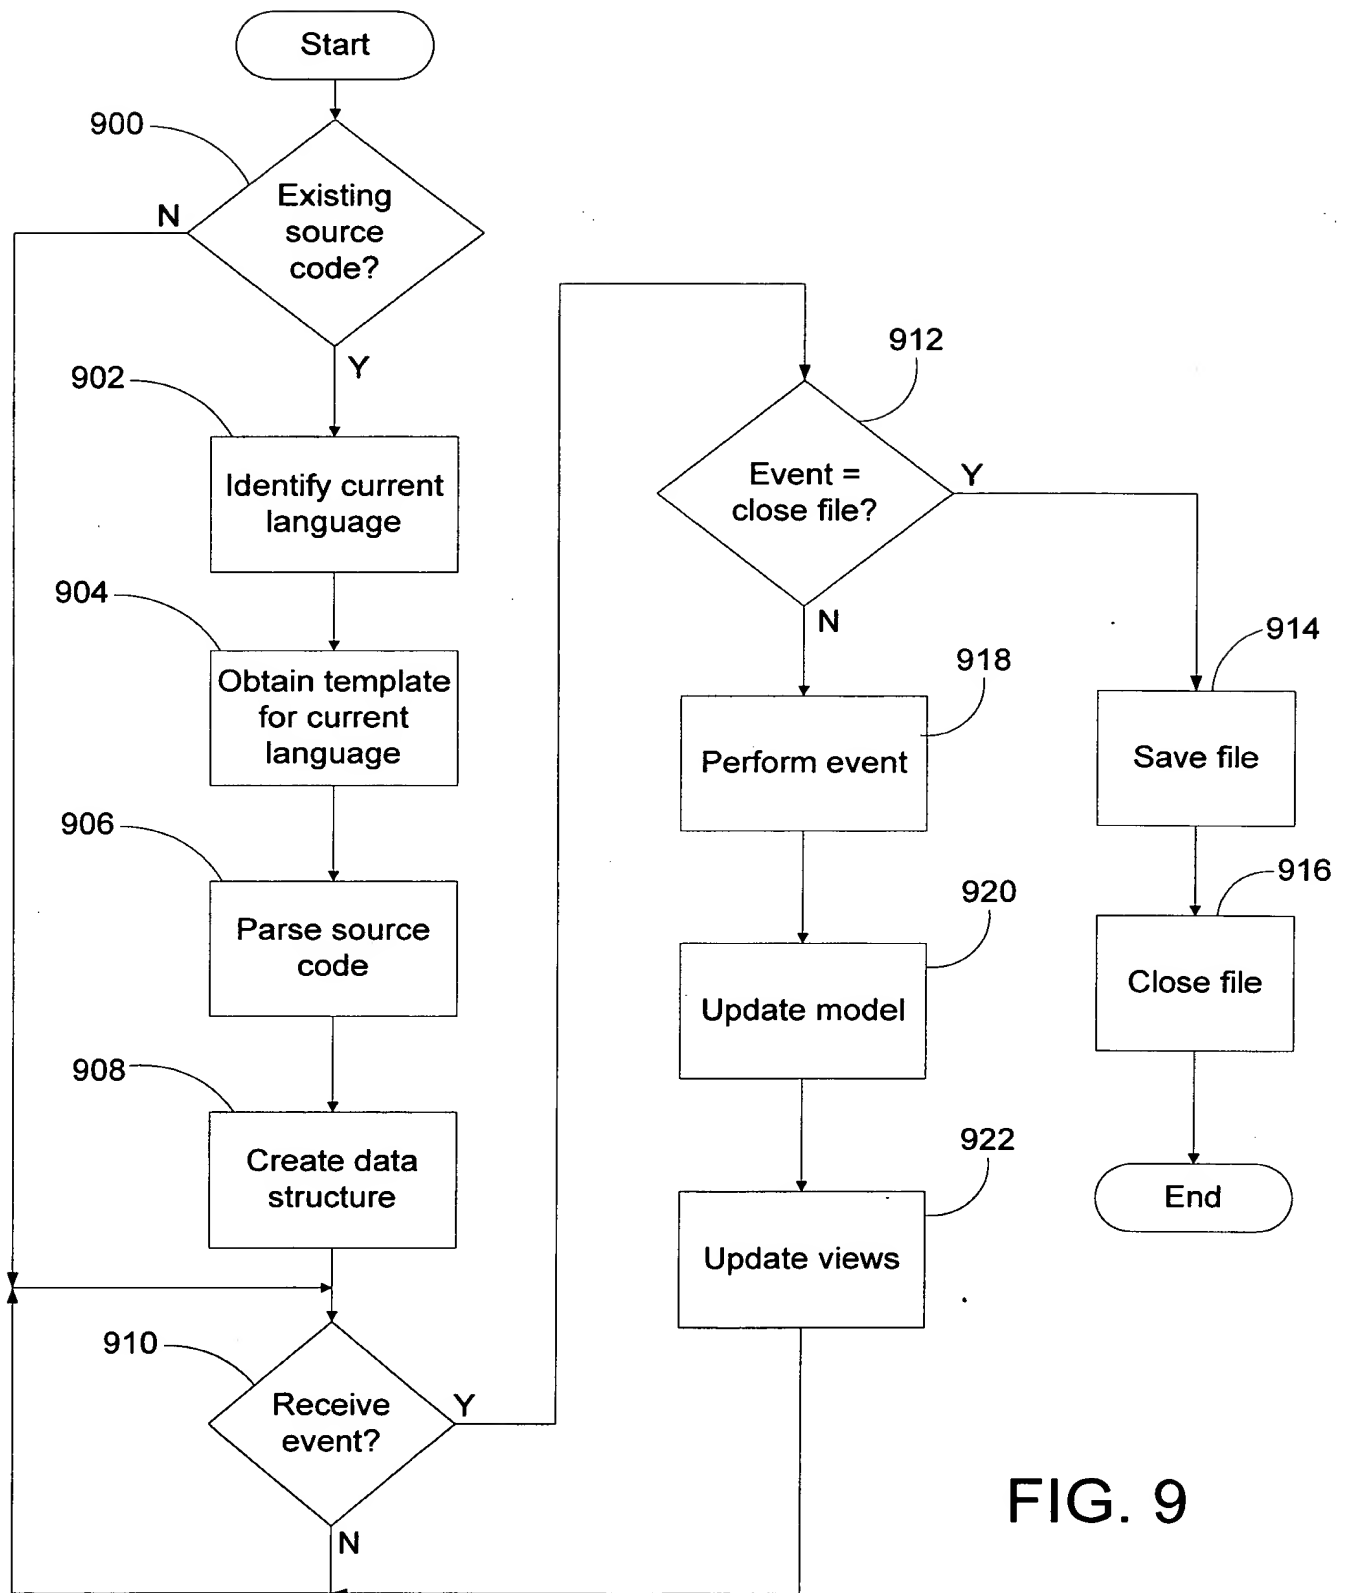 Start
900
Existing
source
code?
N
Y
902
Identify current
language
904
Obtain template
for current
language
906
Parse source
code
908
Create data
structure
910
Receive
event?
Y
N
912
Event =
close file?
Y
N
918
Perform event
920
Update model
922
Update views
914
Save file
916
Close file
End
FIG. 9